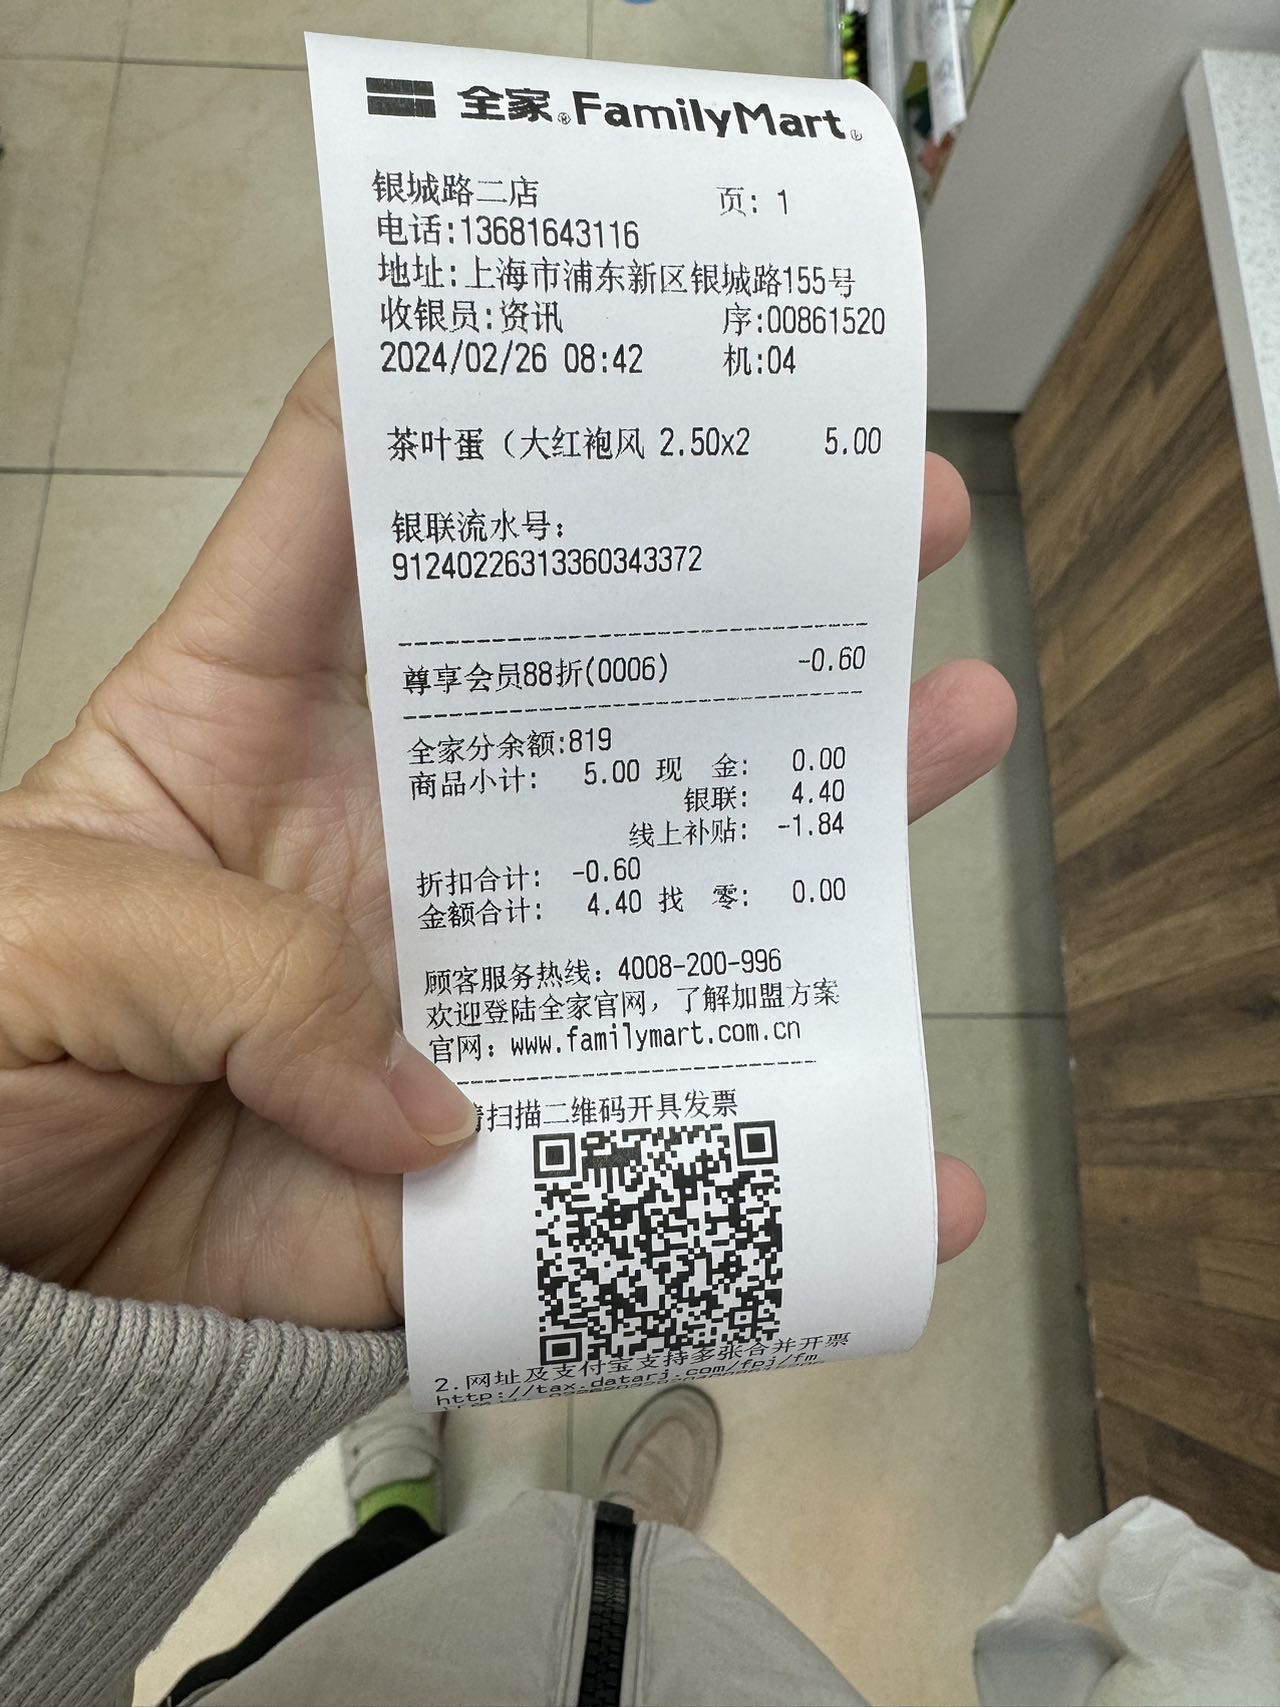 全家®FamilyMart
银城路二店 页: 1
电话:13681643116
地址:上海市浦东新区银城路155号
收银员:资讯 序:00861520
2024/02/26 08:42 机:04
茶叶蛋（大红袍风 2.50x2 5.00
银联流水号:
91240226313360343372
尊享会员88折(0006) -0.60
全家分余额:819
商品小计: 5.00 现 金: 0.00
银联: 4.40
线上补贴: -1.84
折扣合计: -0.60
金额合计: 4.40 找 零: 0.00
顾客服务热线: 4008-200-996
欢迎登陆全家官网，了解加盟方案
官网: www.familymart.com.cn
扫描二维码开具发票
2.网址及支付宝支持多张合并开票
http://tax.datarj.com/fpj/fm